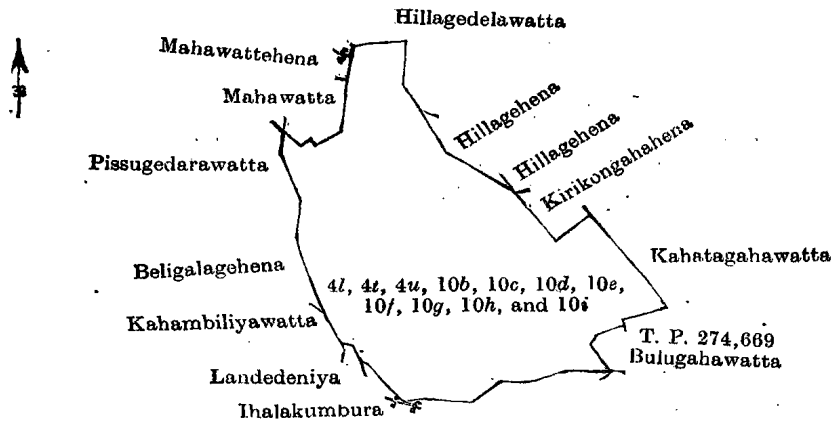 Hillagedelawatta
Mahawattehena
Mahawatta
Hillagehena
Hillagehena
Kirikongahahena
Pissugedarawatta
Kahatagahawatta
Beligalagehena
4l, 4t, 4u, 10b, 10c, 10d, 10e,
10f, 10g, 10h, and 10i
Kahambiliyawatta
T. P. 274,669
Bulugahawatta
Landedeniya
Ihalakumbura